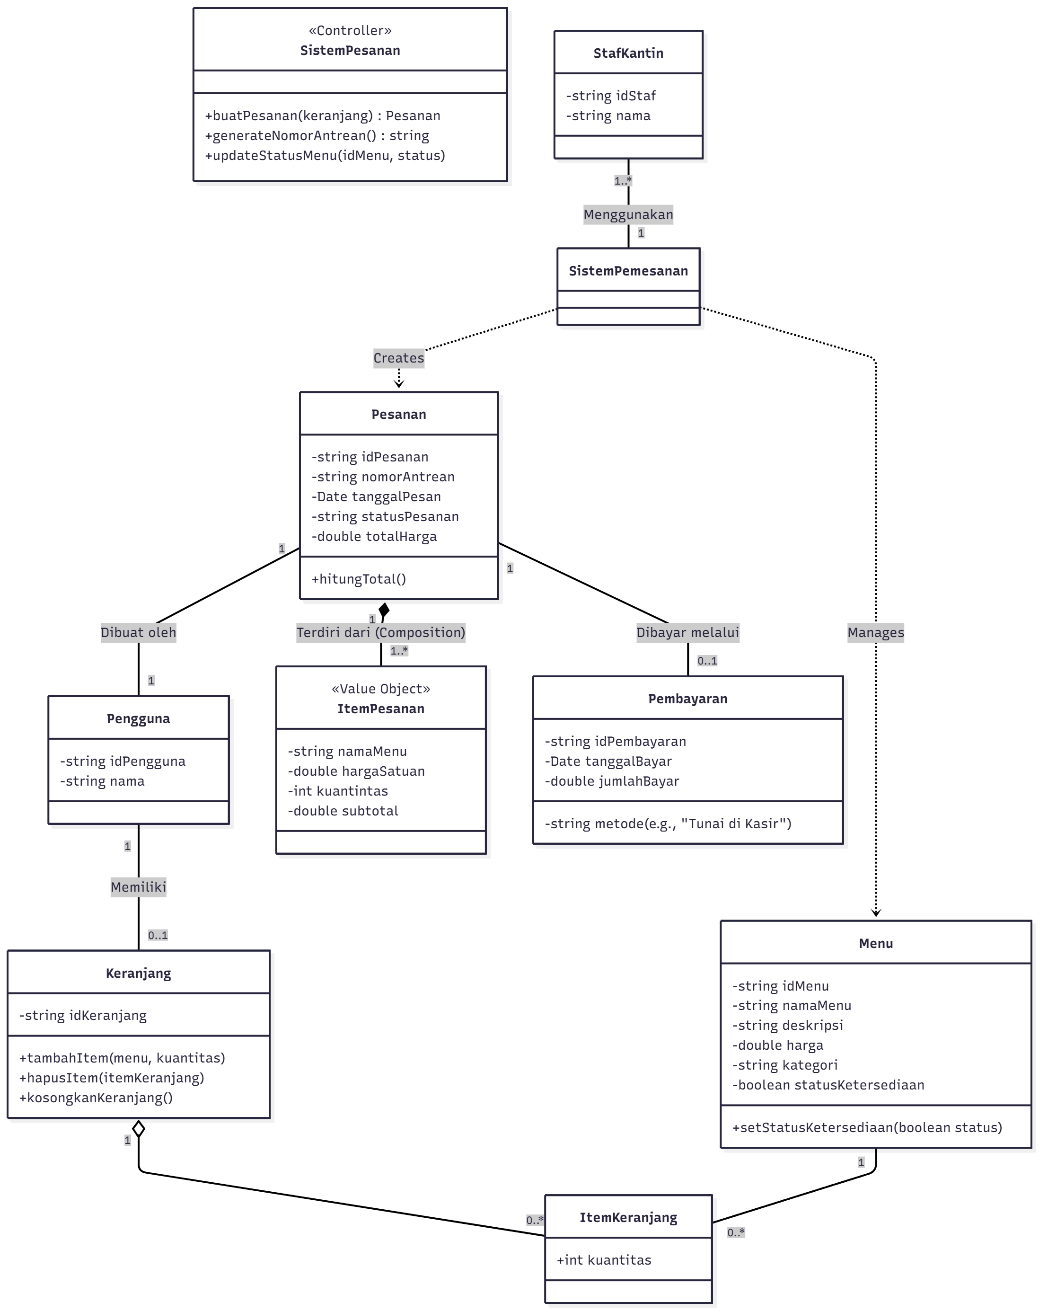 «Controller»
SistemPesanan
+buatPesanan(keranjang) : Pesanan
+generateNomorAntrean() : string
+updateStatusMenu(idMenu, status)
StafKantin
-string idStaf
-string nama
1..*
Menggunakan
1
SistemPemesanan
Creates
Pesanan
-string idPesanan
-string nomorAntrean
-Date tanggalPesan
-string statusPesanan
-double totalHarga
+hitungTotal()
1
1
1
Dibuat oleh
Terdiri dari (Composition)
Dibayar melalui
Manages
1
1..*
0..1
Pengguna
-string idPengguna
-string nama
«Value Object»
ItemPesanan
-string namaMenu
-double hargaSatuan
-int kuantintas
-double subtotal
Pembayaran
-string idPembayaran
-Date tanggalBayar
-double jumlahBayar
-string metode(e.g., "Tunai di Kasir")
1
Memiliki
0..1
Keranjang
-string idKeranjang
+tambahItem(menu, kuantitas)
+hapusItem(itemKeranjang)
+kosongkanKeranjang()
Menu
-string idMenu
-string namaMenu
-string deskripsi
-double harga
-string kategori
-boolean statusKetersediaan
+setStatusKetersediaan(boolean status)
1
1
0..*
0..*
ItemKeranjang
+int kuantitas